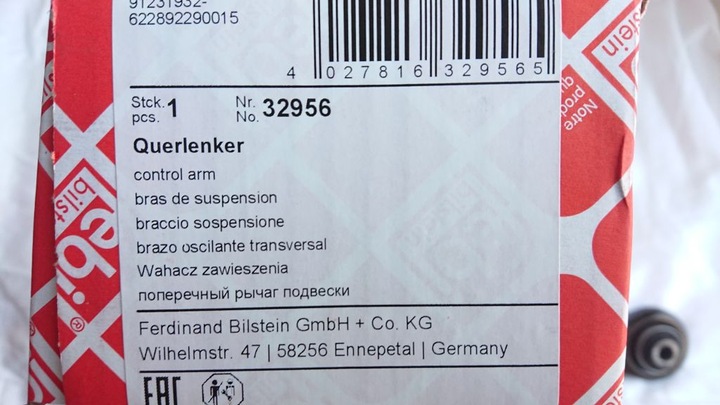 91231932-
622892290015
4 027816 329565
Stck. pcs. 1 Nr. No. 32956
Querlenker
control arm
bras de suspension
braccio sospensione
brazo oscilante transversal
Wahacz zawieszenia
поперечный рычаг подвески
Ferdinand Bilstein GmbH + Co. KG
Wilhelmstr. 47 | 58256 Ennepetal | Germany
EAC
febi
bilstein
Notre